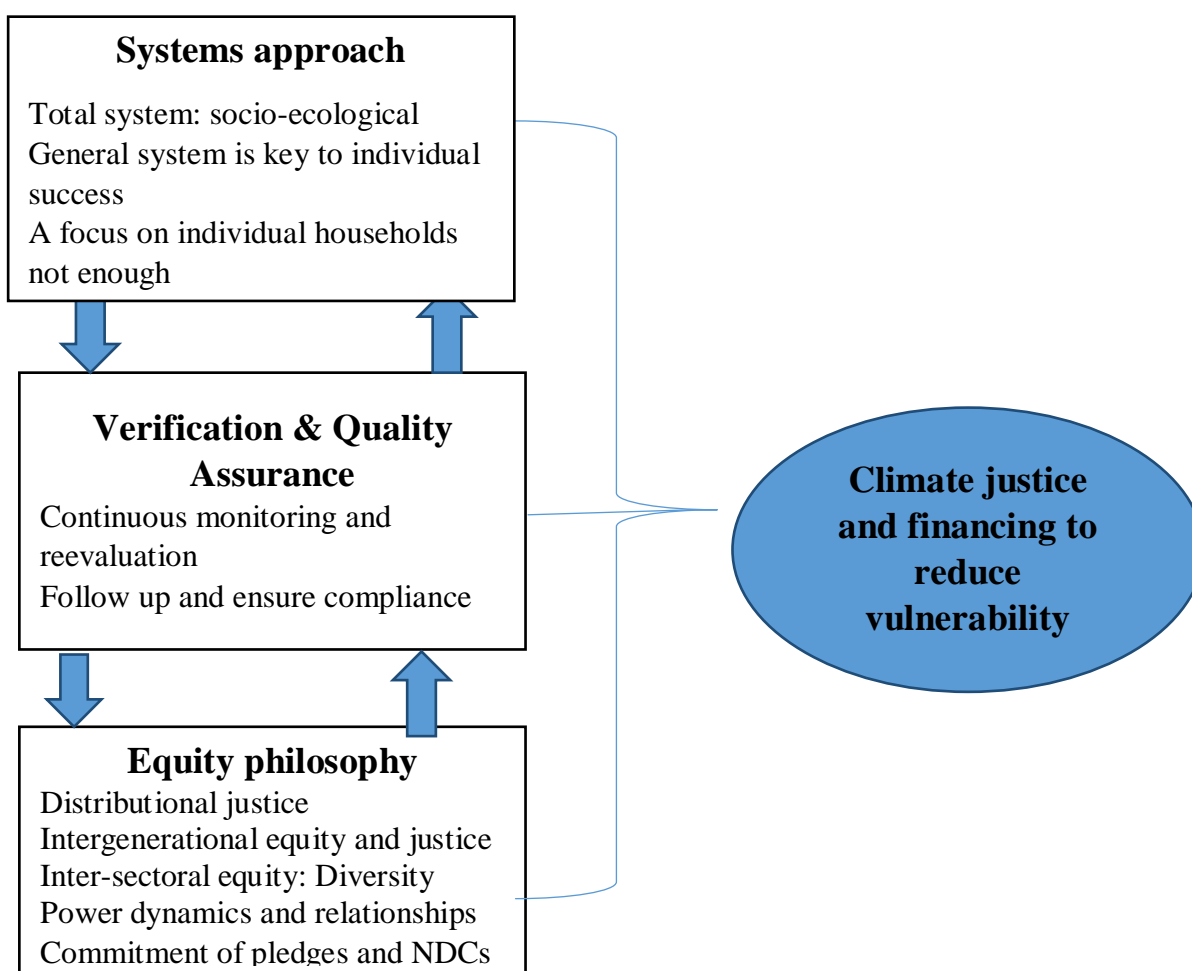 Systems approach
Total system: socio-ecological
General system is key to individual
success
A focus on individual households
not enough
Verification & Quality
Assurance
Continuous monitoring and
reevaluation
Follow up and ensure compliance
Equity philosophy
Distributional justice
Intergenerational equity and justice
Inter-sectoral equity: Diversity
Power dynamics and relationships
Commitment of pledges and NDCs
Climate justice
and financing to
reduce
vulnerability